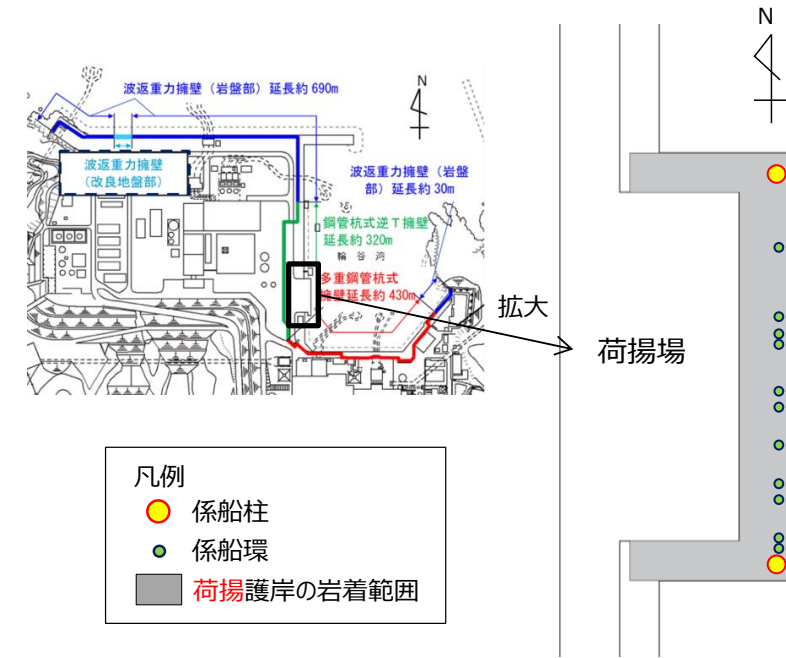 N
N
波返重力擁壁（岩盤部）延長約 690m
波返重力擁壁
（改良地盤部）
波返重力擁壁（岩盤
部）延長約 30m
鋼管杭式逆Ｔ擁壁
延長約 320m
輪 谷 湾
多重鋼管杭式
擁壁延長約 430m
拡大
荷揚場
凡例
係船柱
係船環
荷揚護岸の岩着範囲